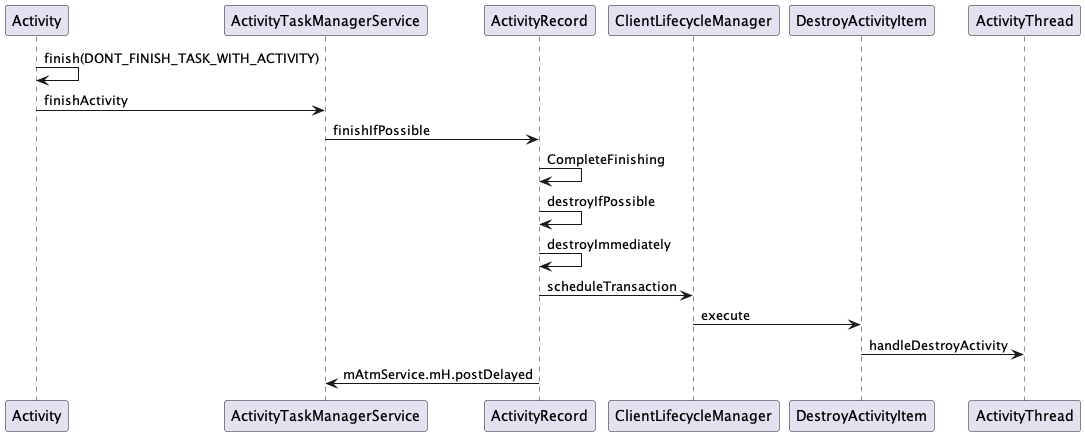 Activity
ActivityTaskManagerService
ActivityRecord
ClientLifecycleManager
DestroyActivityItem
ActivityThread
finish(DONT_FINISH_TASK_WITH_ACTIVITY)
finishActivity
finishIfPossible
CompleteFinishing
destroyIfPossible
destroyImmediately
scheduleTransaction
execute
handleDestroyActivity
mAtmService.mH.postDelayed
Activity
ActivityTaskManagerService
ActivityRecord
ClientLifecycleManager
DestroyActivityItem
ActivityThread